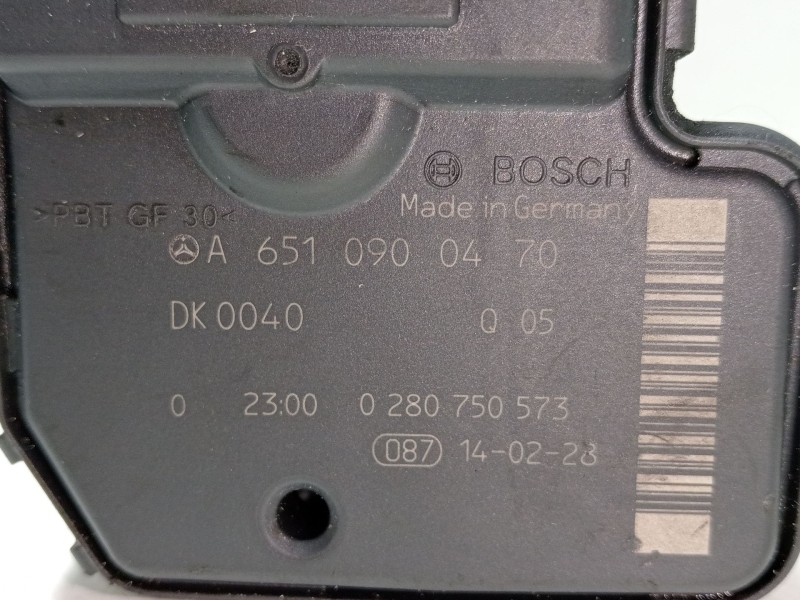 BOSCH
Made in Germany
>PBT GF 30<
A 651 090 04 70
DK 0040 Q 05
0 23:00 0 280 750 573
087 14-02-28